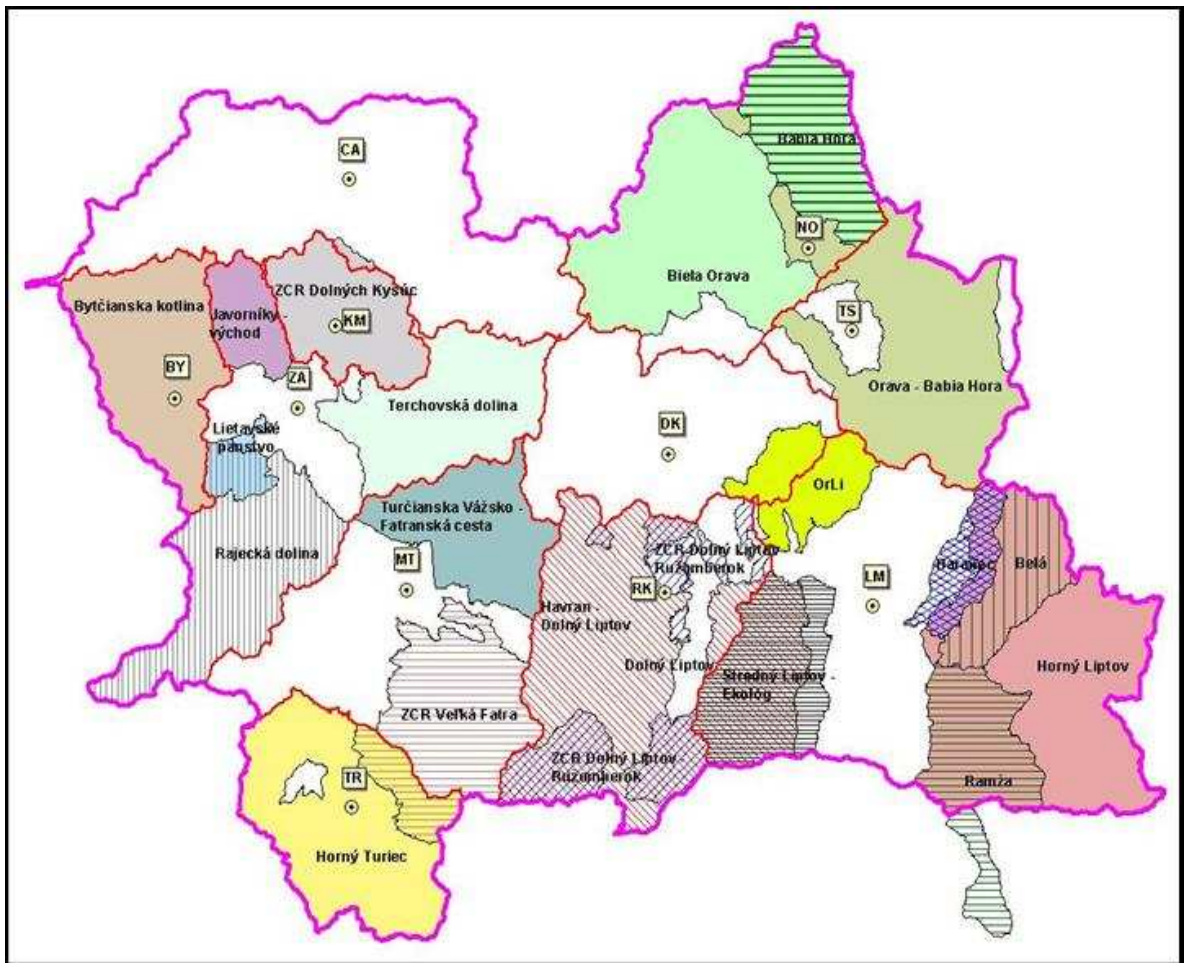 CA
Babia Hora
NO
Biela Orava
Bytčianska kotlina
Javorníky -
východ
ZCR Dolných Kysúc
KM
TS
BY
ZA
Orava - Babia Hora
Terchovská dolina
Lietavské
panstvo
DK
OrLi
Turčianska Vážsko -
Fatranská cesta
Rajecká dolina
MT
ZCR Dolný Liptov
Ružomberok
RK
Havran -
Dolný Liptov
LM
Baranec
Belá
Dolný Liptov
Stredný Liptov -
Ekológ
Horný Liptov
ZCR Veľká Fatra
ZCR Dolný Liptov
Ružomberok
TR
Ramža
Horný Turiec